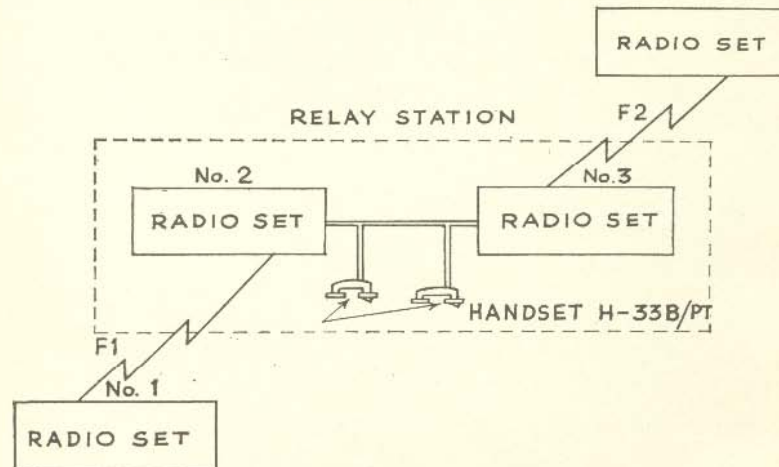 RADIO SET
F2
RELAY STATION
No. 2
No.3
RADIO SET
RADIO SET
HANDSET H-33B/PT
F1
No. 1
RADIO SET